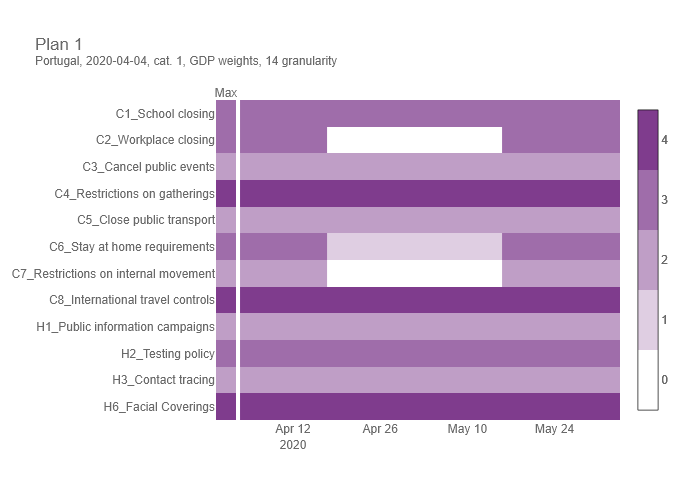 Plan 1
Portugal, 2020-04-04, cat. 1, GDP weights, 14 granularity
Max
C1_School closing
C2_Workplace closing
C3_Cancel public events
C4_Restrictions on gatherings
C5_Close public transport
C6_Stay at home requirements
C7_Restrictions on internal movement
C8_International travel controls
H1_Public information campaigns
H2_Testing policy
H3_Contact tracing
H6_Facial Coverings
Apr 12 Apr 26 May 10 May 24
2020
4
3
2
1
0